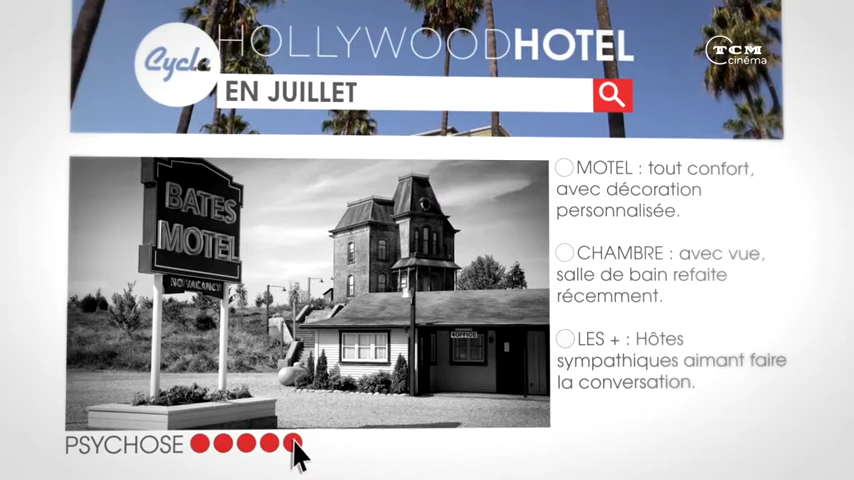 Cycle
HOLLYWOODHOTEL
TCM
cinéma
EN JUILLET
BATES
MOTEL
NO VACANCY
OFFICE
MOTEL : tout confort,
avec décoration
personnalisée.
CHAMBRE : avec vue,
salle de bain refaite
récemment.
LES + : Hôtes
sympathiques aimant faire
la conversation.
PSYCHOSE